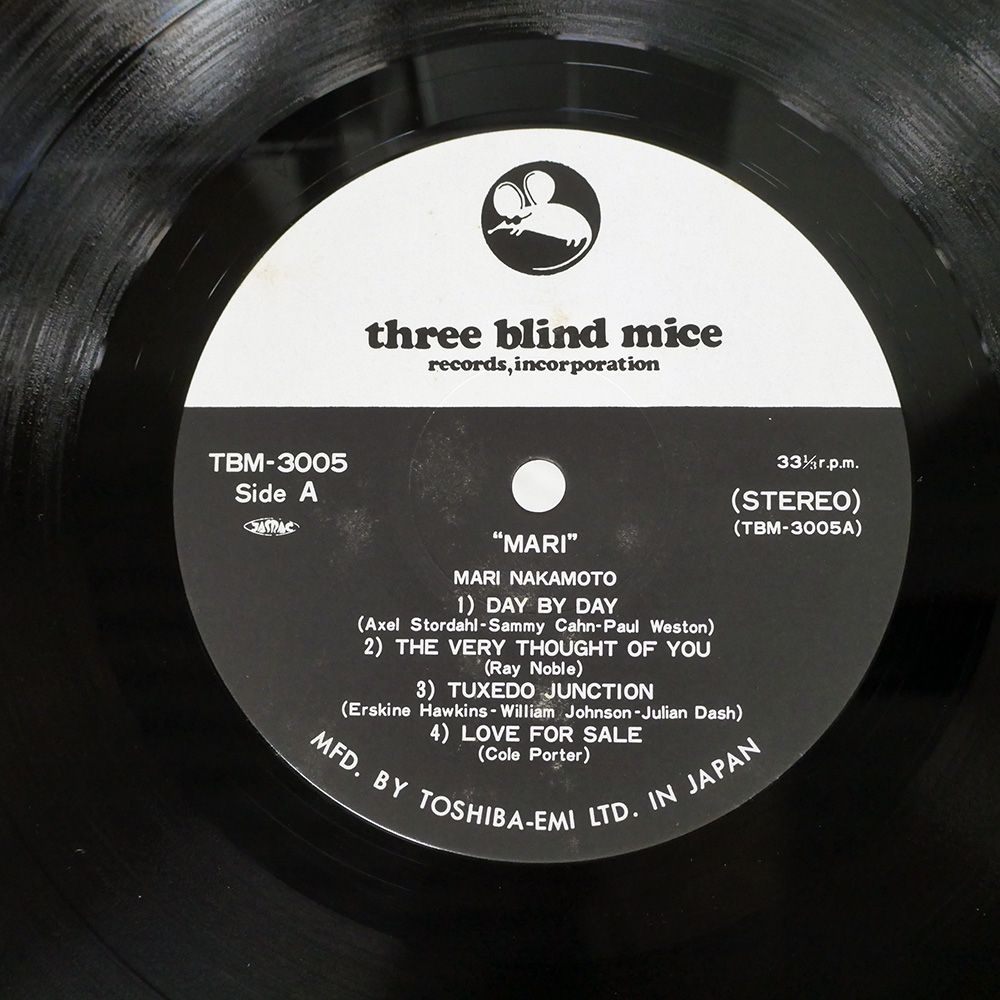 three blind mice
records, incorporation
TBM-3005
Side A
JASRAC
33⅓ r.p.m.
(STEREO)
(TBM-3005A)
"MARI"
MARI NAKAMOTO
1) DAY BY DAY
(Axel Stordahl-Sammy Cahn-Paul Weston)
2) THE VERY THOUGHT OF YOU
(Ray Noble)
3) TUXEDO JUNCTION
(Erskine Hawkins-William Johnson-Julian Dash)
4) LOVE FOR SALE
(Cole Porter)
MFD. BY TOSHIBA-EMI LTD. IN JAPAN